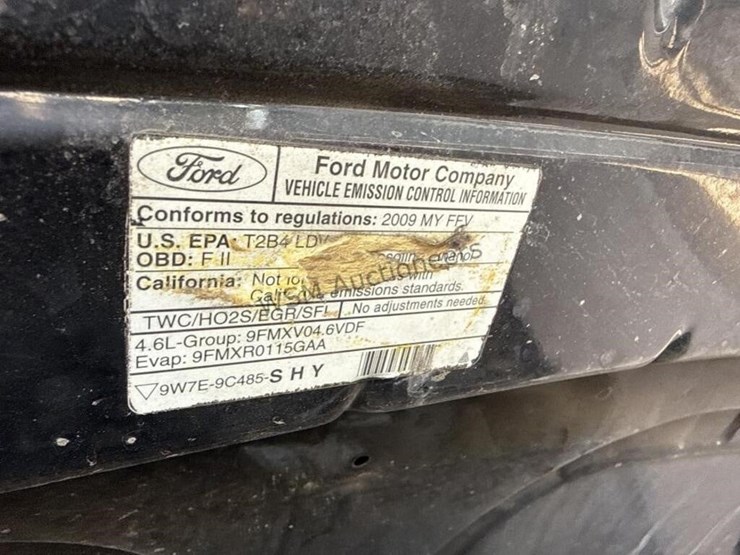 Ford
Ford Motor Company
VEHICLE EMISSION CONTROL INFORMATION
Conforms to regulations: 2009 MY FFV
U.S. EPA: T2B4 LDV
OBD: F II
California: Not
emissions standards.
TWC/HO2S/EGR/SFI No adjustments needed.
4.6L-Group: 9FMXV04.6VDF
Evap: 9FMXR0115GAA
9W7E-9C485-S H Y
WSM Auctioneers